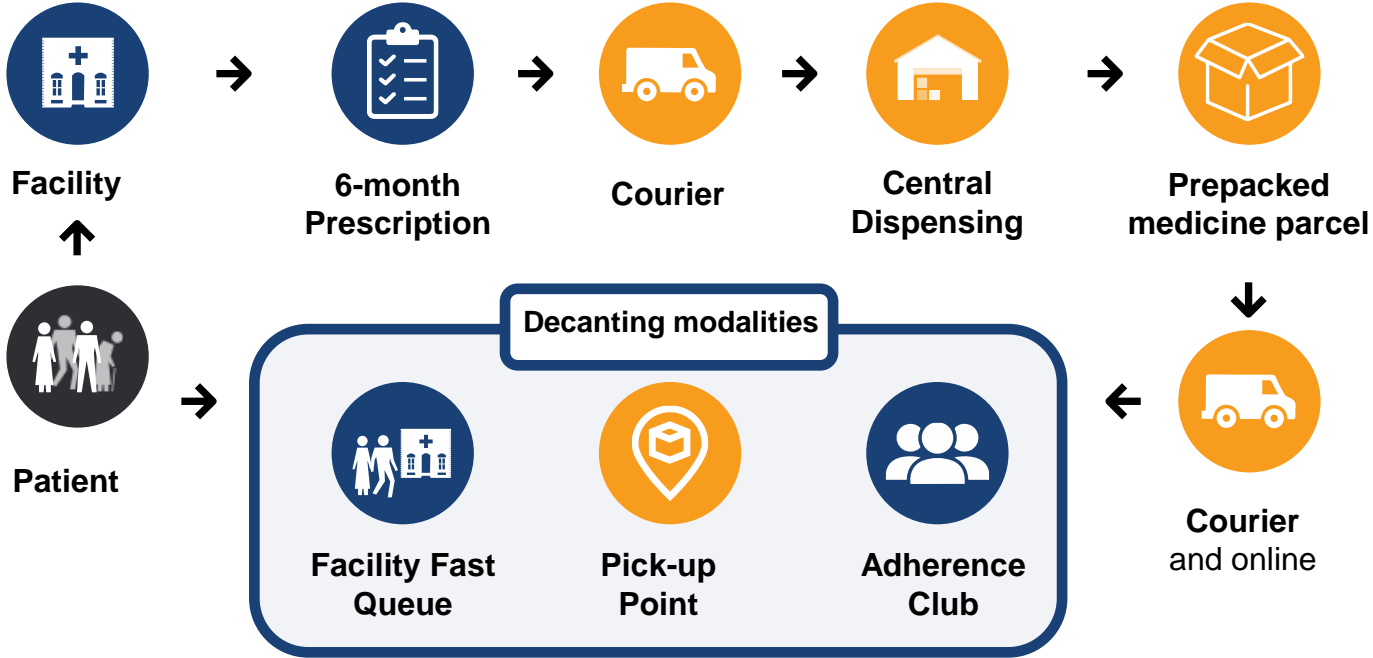 Facility
6-month
Prescription
Courier
Central
Dispensing
Prepacked
medicine parcel
Patient
Decanting modalities
Facility Fast
Queue
Pick-up
Point
Adherence
Club
Courier
and online